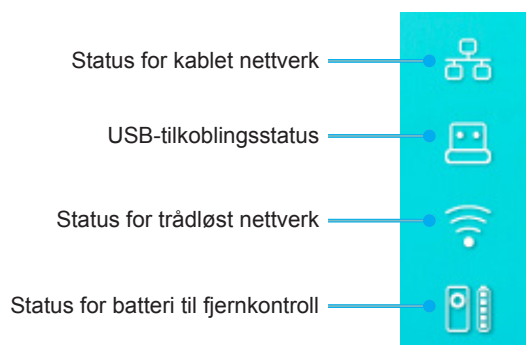 Status for kablet nettverk
USB-tilkoblingsstatus
Status for trådløst nettverk
Status for batteri til fjernkontroll